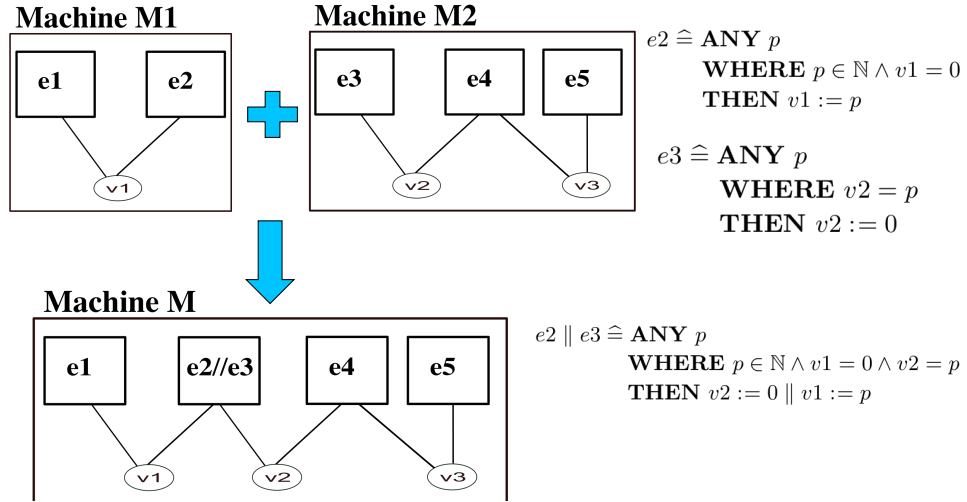 Machine M1
Machine M2
e1
e2
e3
e4
e5
v1
v2
v3
e2 ≙ ANY p
WHERE p ∈ ℕ ∧ v1 = 0
THEN v1 := p
e3 ≙ ANY p
WHERE v2 = p
THEN v2 := 0
Machine M
e1
e2//e3
e4
e5
v1
v2
v3
e2 ∥ e3 ≙ ANY p
WHERE p ∈ ℕ ∧ v1 = 0 ∧ v2 = p
THEN v2 := 0 ∥ v1 := p